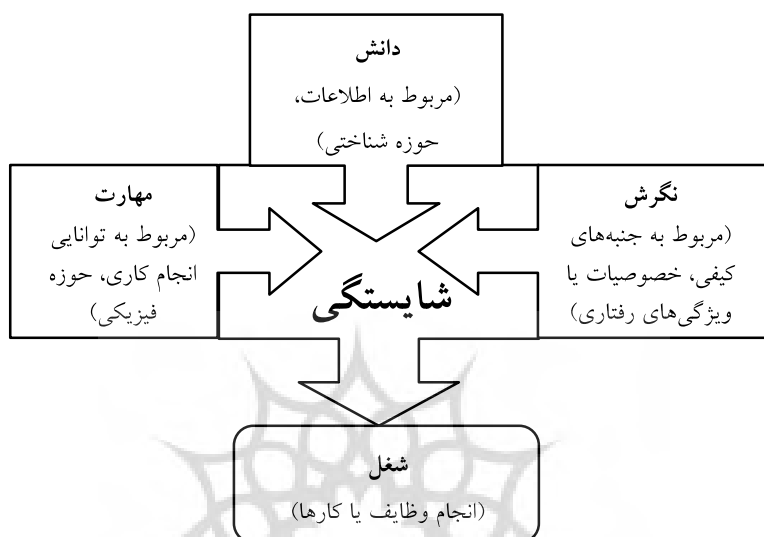 دانش
(مربوط به اطلاعات،
حوزه شناختی)
نگرش
(مربوط به جنبه‌های
کیفی، خصوصیات یا
ویژگی‌های رفتاری)
مهارت
(مربوط به توانایی
انجام کاری، حوزه
فیزیکی)
شایستگی
شغل
(انجام وظایف یا کارها)